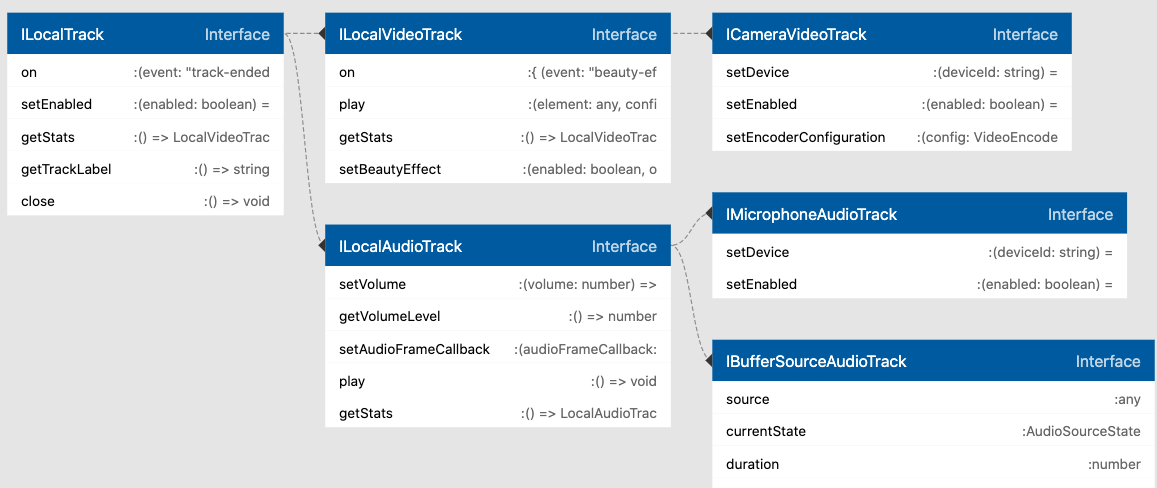 ILocalTrack Interface
on :(event: "track-ended
setEnabled :(enabled: boolean) =
getStats :() => LocalVideoTrac
getTrackLabel :() => string
close :() => void
ILocalVideoTrack Interface
on :{ (event: "beauty-ef
play :(element: any, confi
getStats :() => LocalVideoTrac
setBeautyEffect :(enabled: boolean, o
ICameraVideoTrack Interface
setDevice :(deviceId: string) =
setEnabled :(enabled: boolean) =
setEncoderConfiguration :(config: VideoEncode
ILocalAudioTrack Interface
setVolume :(volume: number) =>
getVolumeLevel :() => number
setAudioFrameCallback :(audioFrameCallback:
play :() => void
getStats :() => LocalAudioTrac
IMicrophoneAudioTrack Interface
setDevice :(deviceId: string) =
setEnabled :(enabled: boolean) =
IBufferSourceAudioTrack Interface
source :any
currentState :AudioSourceState
duration :number